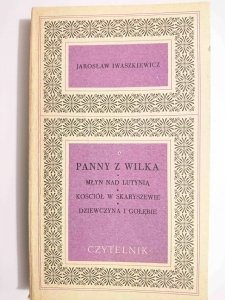 JAROSŁAW IWASZKIEWICZ
PANNY Z WILKA
MŁYN NAD LUTYNIĄ
KOŚCIÓŁ W SKARYSZEWIE
DZIEWCZYNA I GOŁĘBIE
CZYTELNIK